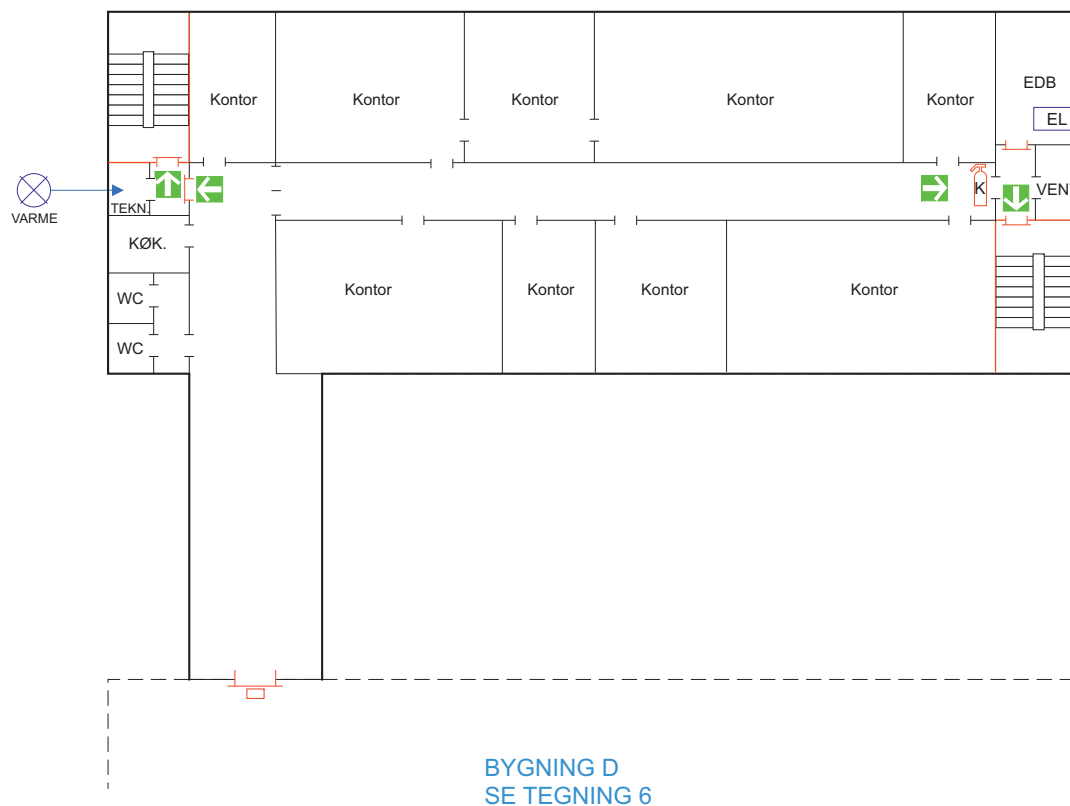 Kontor
Kontor
Kontor
Kontor
Kontor
EDB
EL
VARME
TEKN.
K
VEN
KØK.
WC
WC
Kontor
Kontor
Kontor
Kontor
BYGNING D
SE TEGNING 6